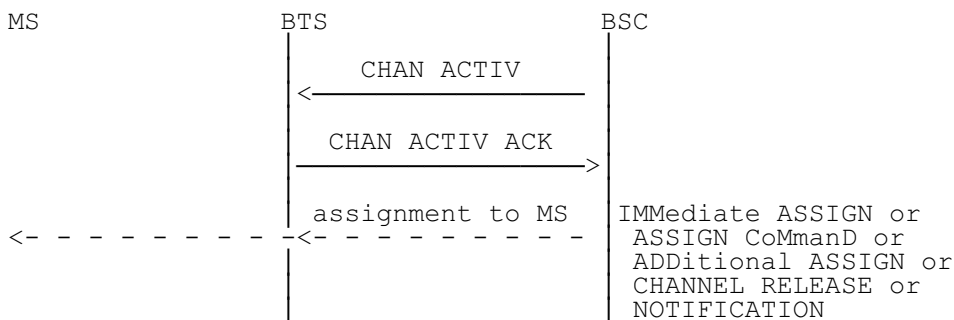 MS BTS BSC
CHAN ACTIV
CHAN ACTIV ACK
assignment to MS IMMediate ASSIGN or
ASSIGN CoMmanD or
ADDitional ASSIGN or
CHANNEL RELEASE or
NOTIFICATION